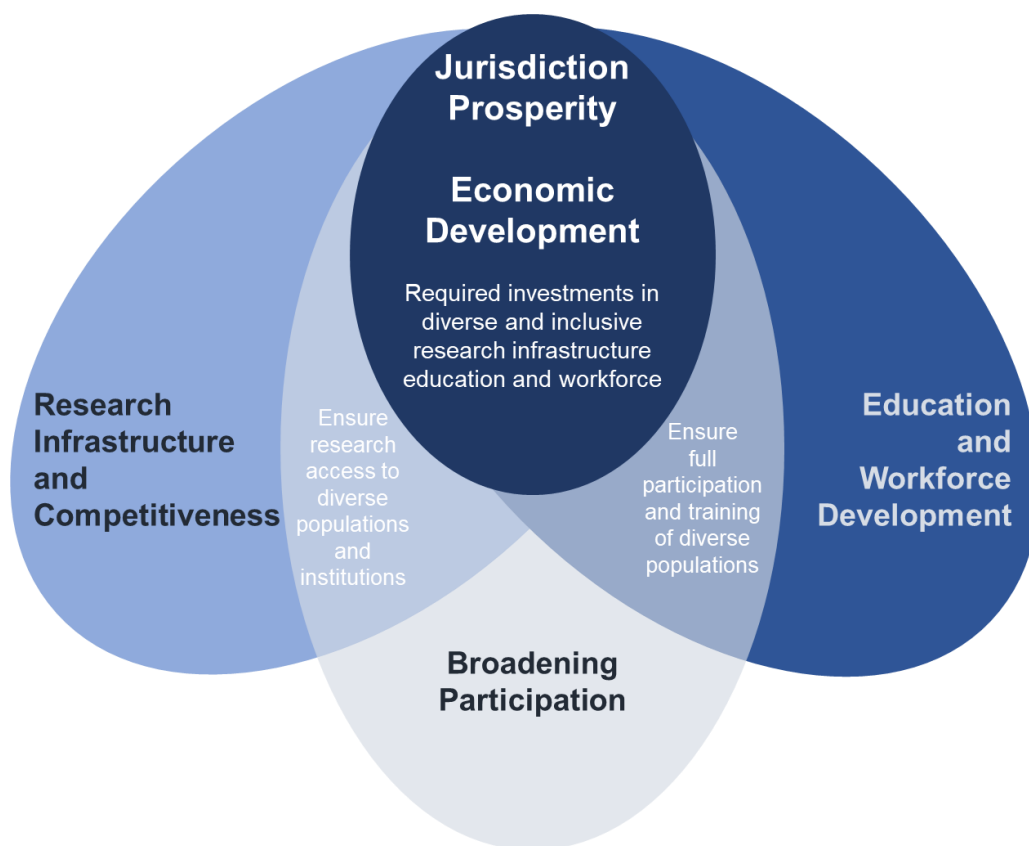 Jurisdiction
Prosperity
Economic
Development
Required investments in
diverse and inclusive
research infrastructure
education and workforce
Research
Infrastructure
and
Competitiveness
Ensure
research
access to
diverse
populations
and
institutions
Ensure
full
participation
and training
of diverse
populations
Education
and
Workforce
Development
Broadening
Participation